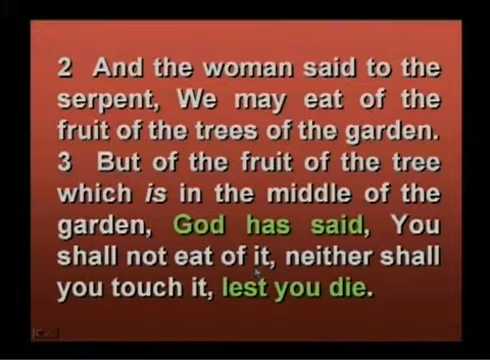 2 And the woman said to the
serpent, We may eat of the
fruit of the trees of the garden.
3 But of the fruit of the tree
which is in the middle of the
garden, God has said, You
shall not eat of it, neither shall
you touch it, lest you die.